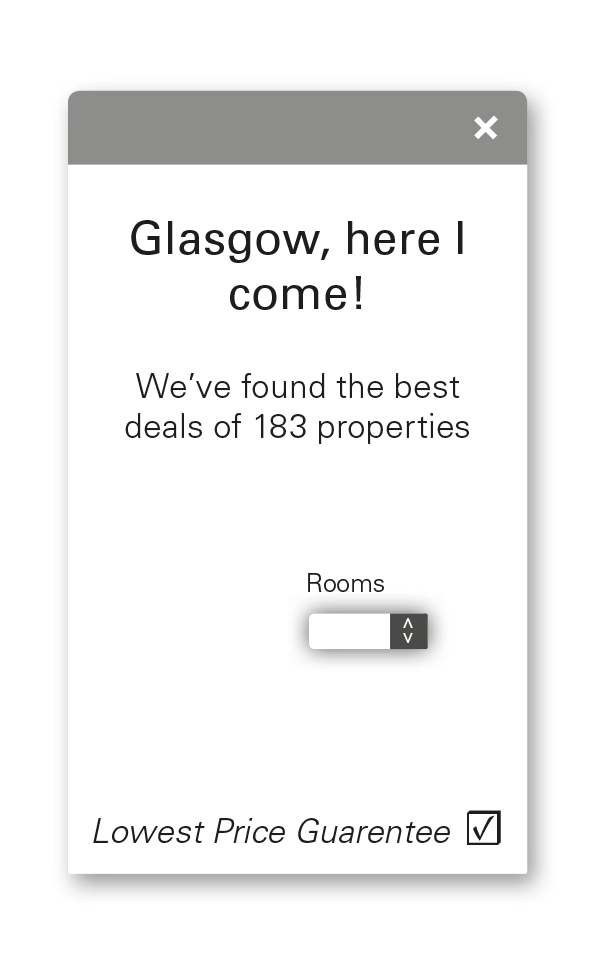 Glasgow, here I
come!
We’ve found the best
deals of 183 properties
Rooms
Lowest Price Guarentee